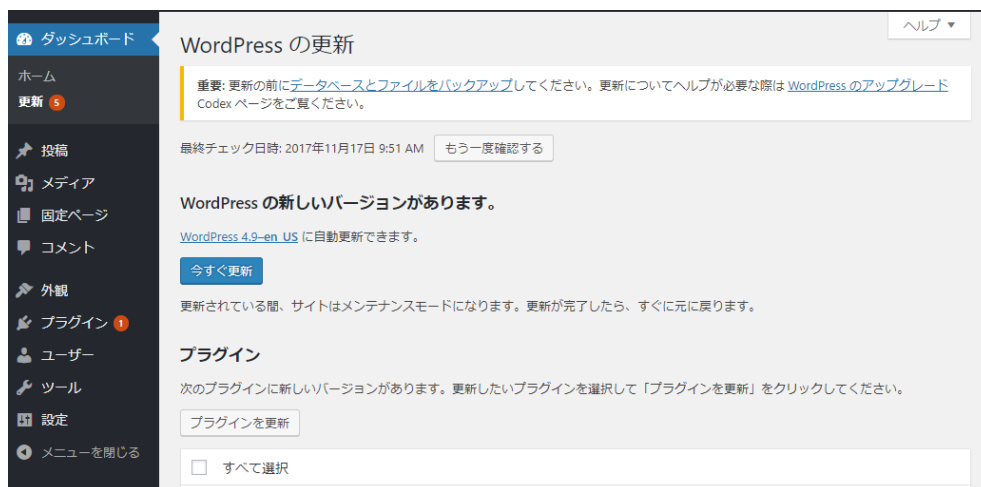 ダッシュボード
ホーム
更新 5
投稿
メディア
固定ページ
コメント
外観
プラグイン 1
ユーザー
ツール
設定
メニューを閉じる
ヘルプ ▼
WordPress の更新
重要: 更新の前にデータベースとファイルをバックアップしてください。更新についてヘルプが必要な際は WordPress のアップグレード
Codex ページをご覧ください。
最終チェック日時: 2017年11月17日 9:51 AM もう一度確認する
WordPress の新しいバージョンがあります。
WordPress 4.9–en_US に自動更新できます。
今すぐ更新
更新されている間、サイトはメンテナンスモードになります。更新が完了したら、すぐに元に戻ります。
プラグイン
次のプラグインに新しいバージョンがあります。更新したいプラグインを選択して「プラグインを更新」をクリックしてください。
プラグインを更新
すべて選択